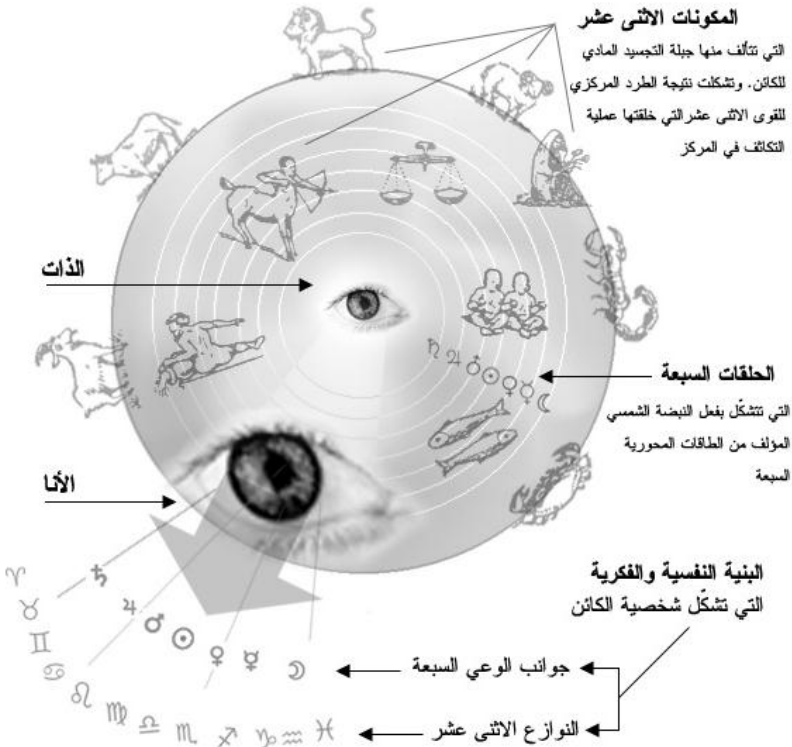 المكونات الاثنى عشر
التي تتألف منها جبلة التجسيد المادي
للكائن. وتشكلت نتيجة الطرد المركزي
للقوى الاثنى عشر التي خلقتها عملية
التكاثف في المركز
الذات
الحلقات السبعة
التي تتشكّل بفعل النبضة الشمسي
المؤلف من الطاقات المحورية
السبعة
الأنا
البنية النفسية والفكرية
التي تشكّل شخصية الكائن
جوانب الوعي السبعة
النوازع الاثنى عشر
♄ ♃ ♂ ☉ ♀ ☿ ☽
♄ ♃ ♂ ☉ ♀ ☿ ☽
♈ ♉ ♊ ♋ ♌ ♍ ♎ ♏ ♐ ♑ ♒ ♓